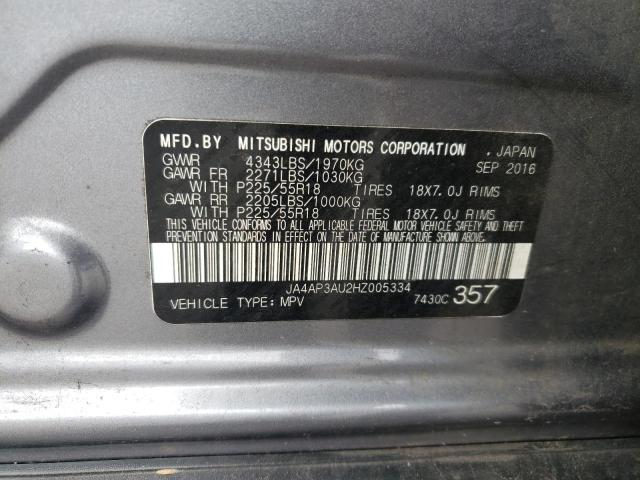 MFD.BY MITSUBISHI MOTORS CORPORATION . JAPAN
GVWR 4343LBS/1970KG SEP 2016
GAWR FR 2271LBS/1030KG
WITH P225/55R18 TIRES 18X7.0J RIMS
GAWR RR 2205LBS/1000KG
WITH P225/55R18 TIRES 18X7.0J RIMS
THIS VEHICLE CONFORMS TO ALL APPLICABLE FEDERAL MOTOR VEHICLE SAFETY AND THEFT
PREVENTION STANDARDS IN EFFECT ON THE DATE OF MANUFACTURE SHOWN ABOVE.
JA4AP3AU2HZ005334
VEHICLE TYPE: MPV 7430C 357